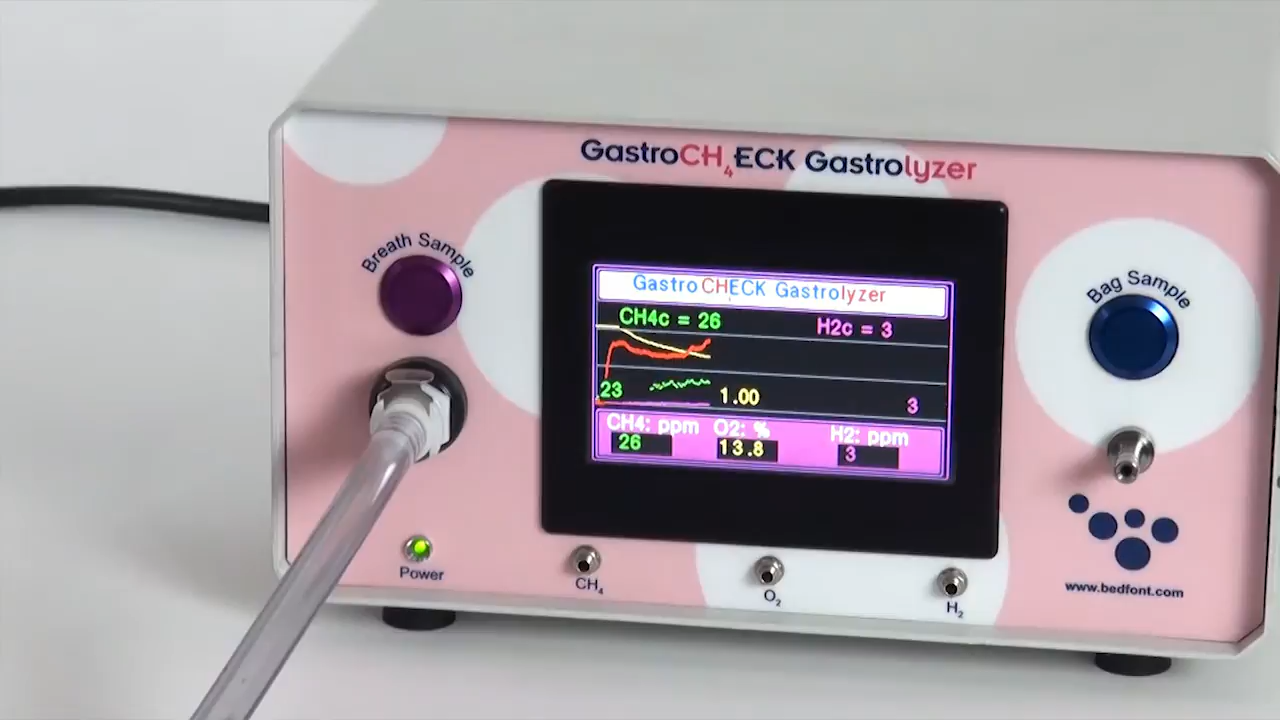 GastroCH₄ECK Gastrolyzer
Breath Sample
Bag Sample
Gastro CHECK Gastrolyzer
CH4c = 26
H2c = 3
23
1.00
3
CH4: ppm
O2: %
H2: ppm
26
13.8
3
Power
CH₄
O₂
H₂
www.bedfont.com